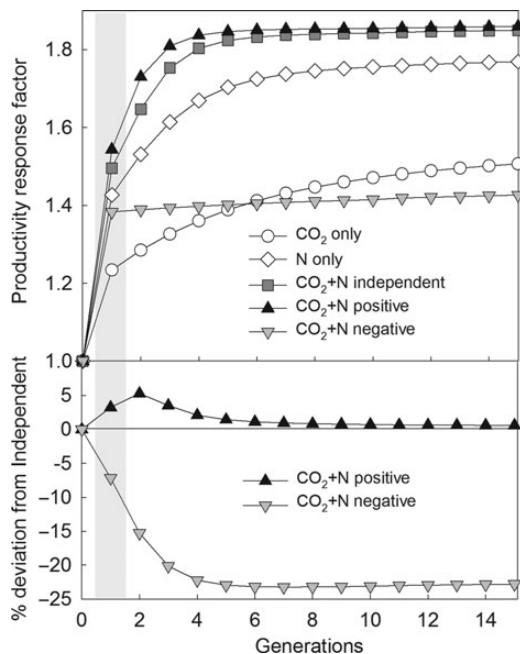 Productivity response factor
1.8
1.6
1.4
1.2
1.0
CO₂ only
N only
CO₂+N independent
CO₂+N positive
CO₂+N negative
% deviation from Independent
5
0
−5
−10
−15
−20
−25
CO₂+N positive
CO₂+N negative
0 2 4 6 8 10 12 14
Generations